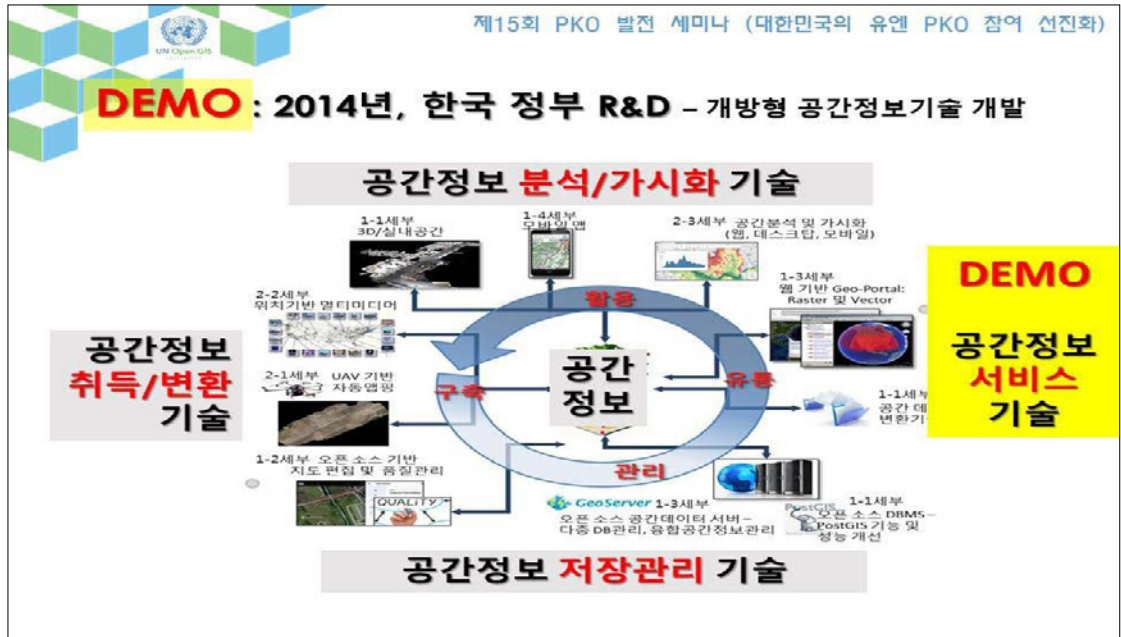 제15회 PKO 발전 세미나 (대한민국의 유엔 PKO 참여 선진화)
UN Open GIS
DEMO : 2014년, 한국 정부 R&D – 개방형 공간정보기술 개발
공간정보 분석/가시화 기술
1-1세부
3D/실내공간
1-4세부
모바일 맵
2-3세부 공간분석 및 가시화
(웹, 데스크탑, 모바일)
1-3세부
웹 기반 Geo-Portal:
Raster 및 Vector
2-2세부
위치기반 멀티미디어
활용
DEMO
공간정보
서비스
기술
공간정보
취득/변환
기술
2-1세부 UAV 기반
자동맵핑
구축
공간
정보
유통
1-1세부
공간 데
변환기
1-2세부 오픈 소스 기반
지도 편집 및 품질관리
QUALITY
관리
GeoServer 1-3세부
오픈 소스 공간데이터 서버–
다중 DB관리, 융합공간정보관리
PostGIS
1-1세부
오픈 소스 DBMS–
PostGIS 기능 및
성능 개선
공간정보 저장관리 기술